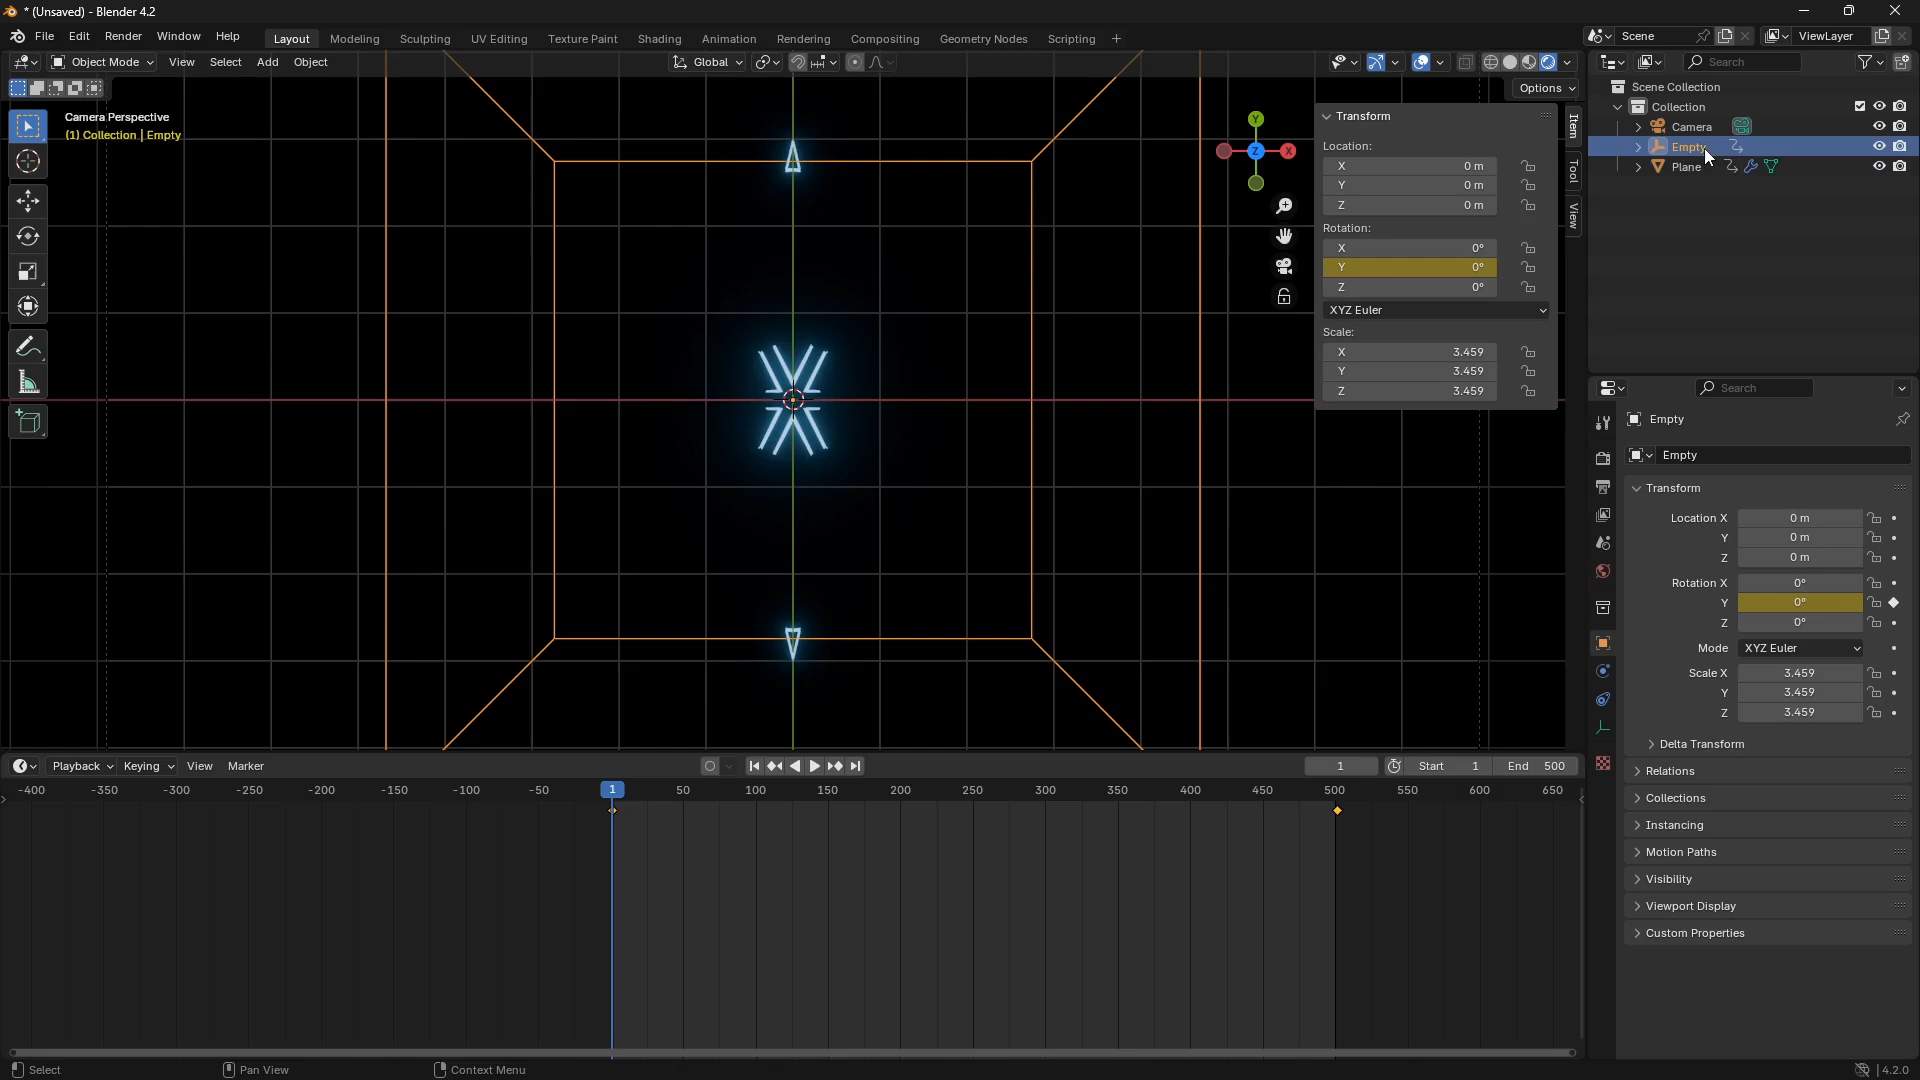 * (Unsaved) - Blender 4.2
File Edit Render Window Help Layout Modeling Sculpting UV Editing Texture Paint Shading Animation Rendering Compositing Geometry Nodes Scripting + Scene ViewLayer
Object Mode View Select Add Object Global Search
Options
Camera Perspective
(1) Collection | Empty
Y
X
Z
Transform
Location:
X 0 m
Y 0 m
Z 0 m
Rotation:
X 0°
Y 0°
Z 0°
XYZ Euler
Scale:
X 3.459
Y 3.459
Z 3.459
Item
Tool
View
Scene Collection
Collection
Camera
Empty
Plane
Search
Empty
Empty
Transform
Location X 0 m
Y 0 m
Z 0 m
Rotation X 0°
Y 0°
Z 0°
Mode XYZ Euler
Scale X 3.459
Y 3.459
Z 3.459
Delta Transform
Relations
Collections
Instancing
Motion Paths
Visibility
Viewport Display
Custom Properties
Playback Keying View Marker 1 Start 1 End 500
-400 -350 -300 -250 -200 -150 -100 -50 1 50 100 150 200 250 300 350 400 450 500 550 600 650
Select Pan View Context Menu 4.2.0